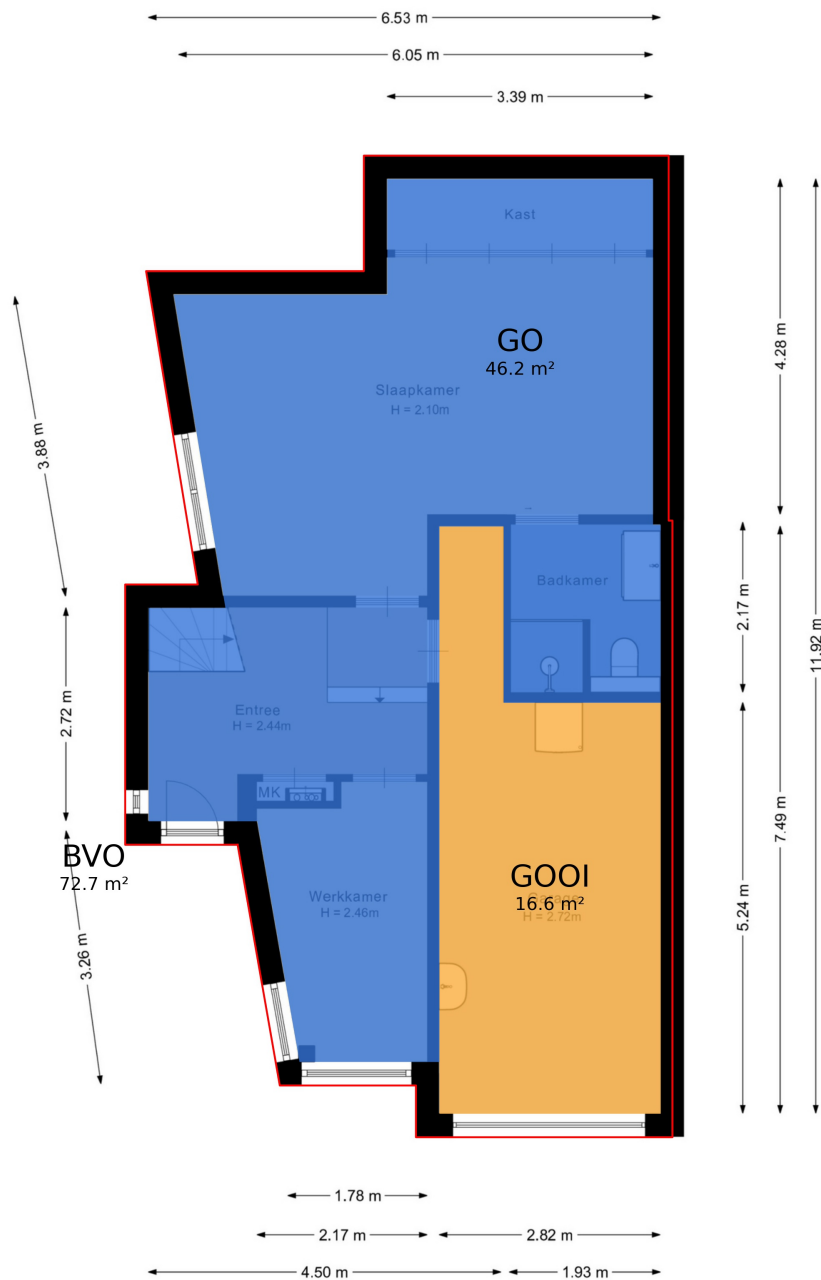 6.53 m
6.05 m
3.39 m
Kast
GO
46.2 m²
Slaapkamer
H = 2.10m
4.28 m
3.88 m
Badkamer
2.17 m
11.92 m
2.72 m
Entree
H = 2.44m
MK
7.49 m
BVO
72.7 m²
GOOI
16.6 m²
Garage
H = 2.72m
Werkkamer
H = 2.46m
5.24 m
3.26 m
1.78 m
2.17 m
2.82 m
4.50 m
1.93 m